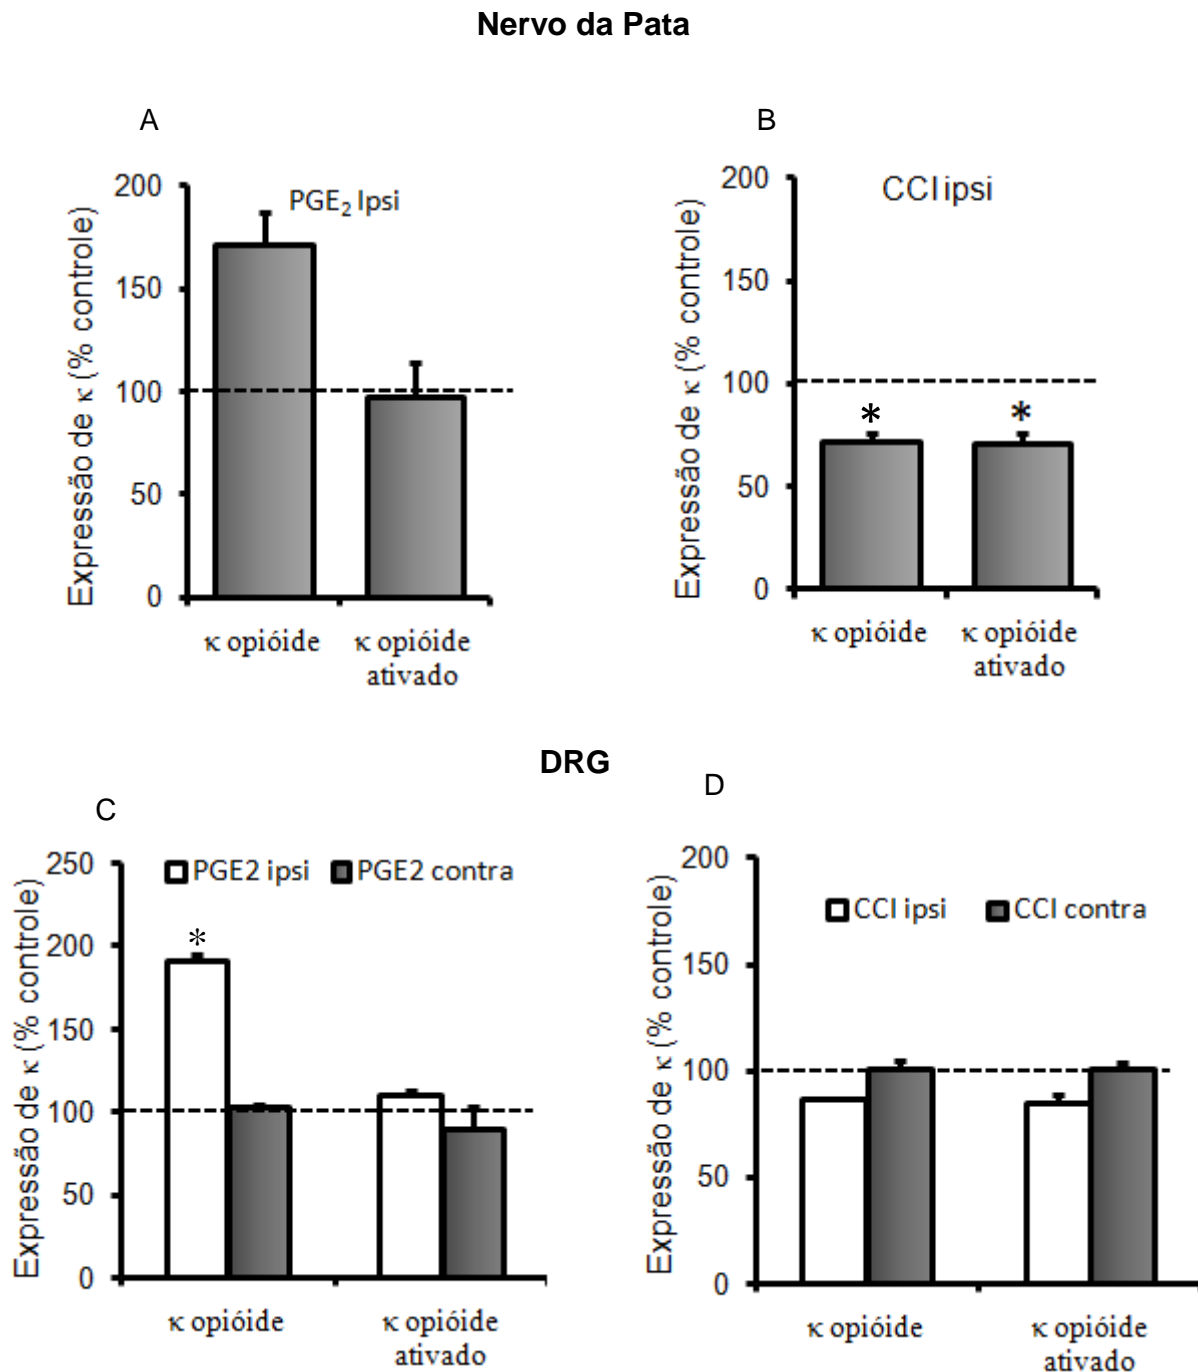 Nervo da Pata
A
B
Expressão de κ (% controle)
200
150
100
50
0
PGE₂ Ipsi
κ opióide
κ opióide
ativado
Expressão de κ (% controle)
200
150
100
50
0
CCI ipsi
*
*
κ opióide
κ opióide
ativado
DRG
C
D
Expressão de κ (% controle)
250
200
150
100
50
0
PGE2 ipsi
PGE2 contra
*
κ opióide
κ opióide
ativado
Expressão de κ (% controle)
200
150
100
50
0
CCI ipsi
CCI contra
κ opióide
κ opióide
ativado